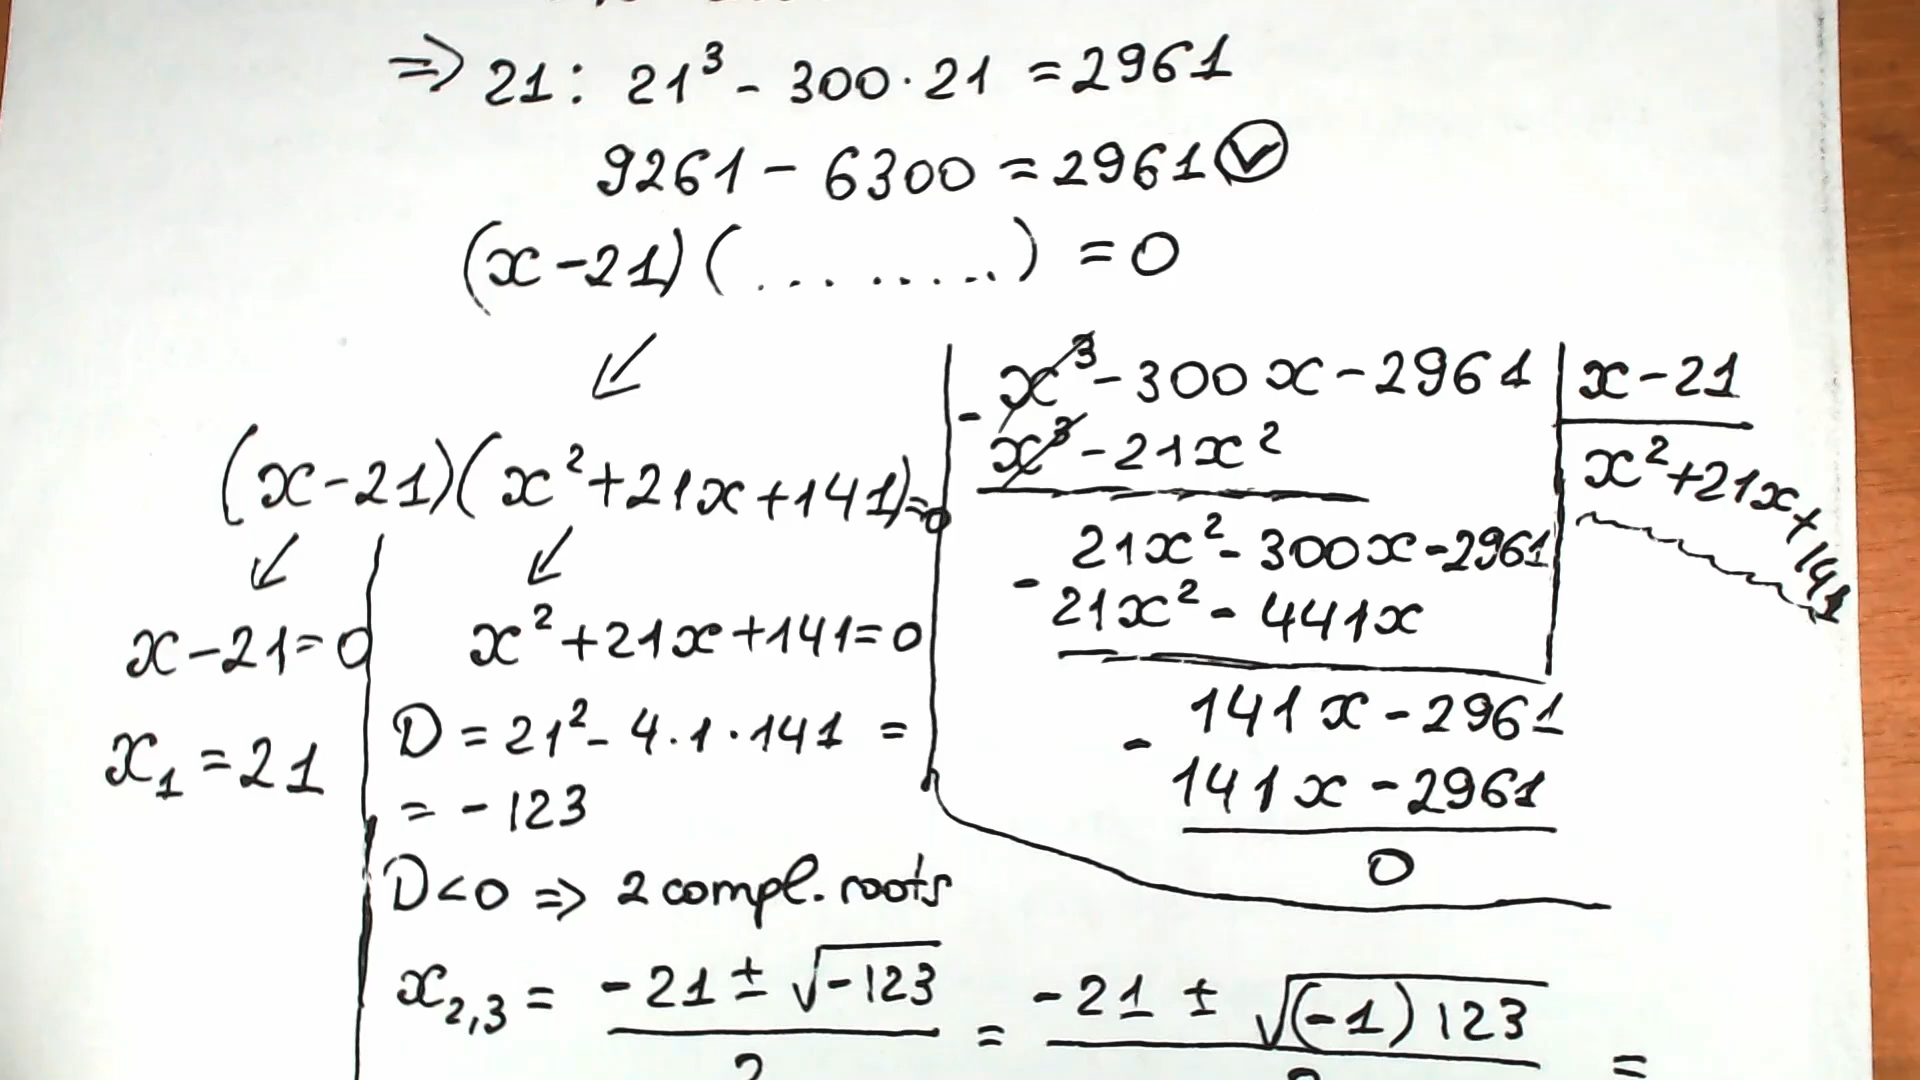 => 21: 21³ - 300·21 = 2961
9261 - 6300 = 2961
(x-21)(.........) = 0
(x-21)(x²+21x+141)=0
x-21=0
x₁=21
x²+21x+141=0
D = 21² - 4·1·141 =
= -123
D<0 => 2 compl. roots
x₂,₃ = (-21 ± √-123)/2 = (-21 ± √(-1)123)/2 =
x³-300x-2961 | x-21
- x³-21x² | x²+21x+141
21x²-300x-2961
- 21x²-441x
141x-2961
- 141x-2961
0